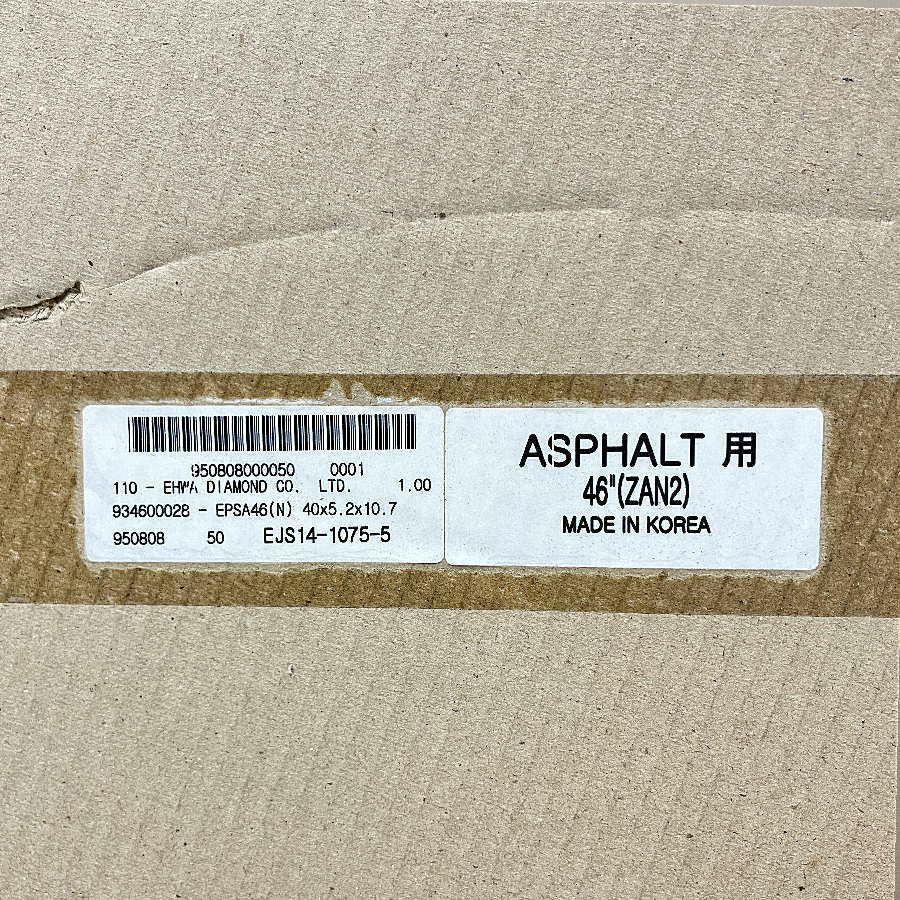 950808000050 0001
110 - EHWA DIAMOND CO. LTD. 1.00
934600028 - EPSA46(N) 40x5.2x10.7
950808 50 EJS14-1075-5
ASPHALT 用
46"(ZAN2)
MADE IN KOREA